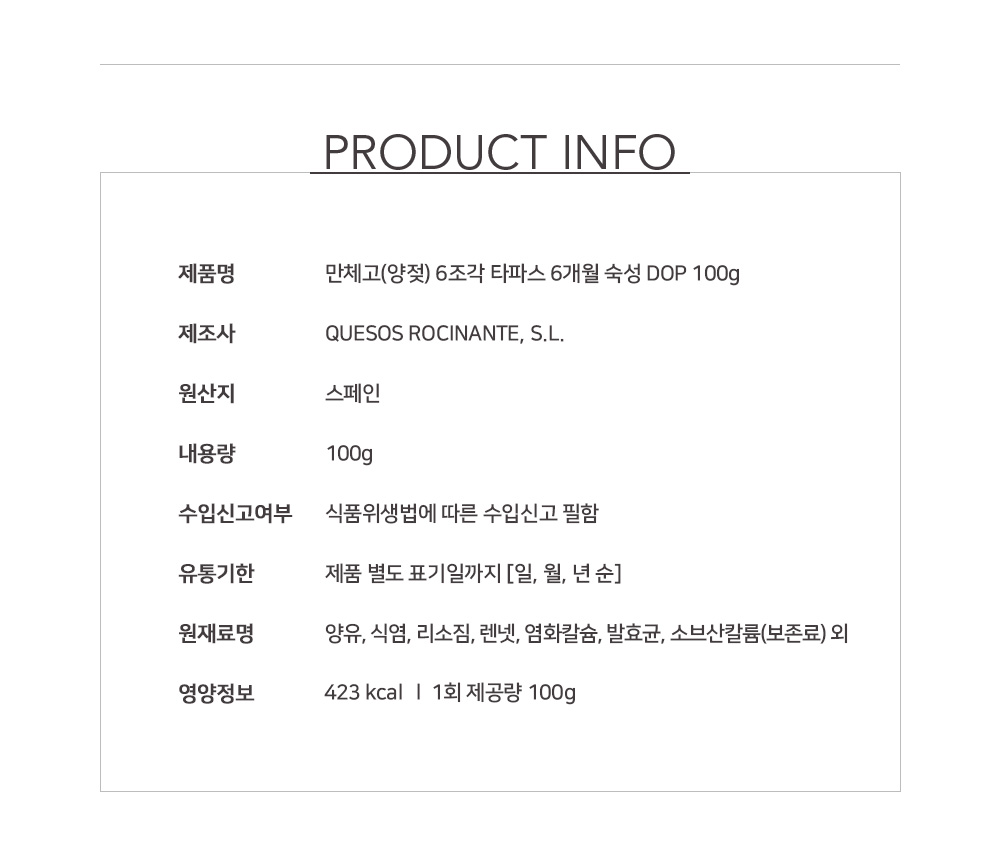 PRODUCT INFO
제품명 만체고(양젖) 6조각 타파스 6개월 숙성 DOP 100g
제조사 QUESOS ROCINANTE, S.L.
원산지 스페인
내용량 100g
수입신고여부 식품위생법에 따른 수입신고 필함
유통기한 제품 별도 표기일까지 [일, 월, 년 순]
원재료명 양유, 식염, 리소짐, 렌넷, 염화칼슘, 발효균, 소브산칼륨(보존료) 외
영양정보 423 kcal ㅣ 1회 제공량 100g